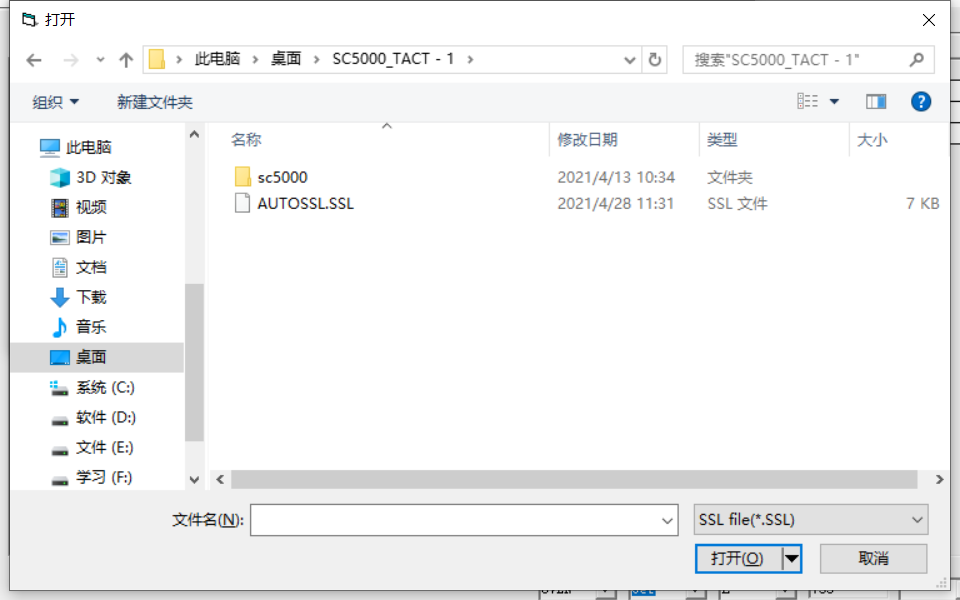 打开
此电脑 > 桌面 > SC5000_TACT - 1 >
搜索"SC5000_TACT - 1"
组织 新建文件夹
名称 修改日期 类型 大小
sc5000 2021/4/13 10:34 文件夹
AUTOSSL.SSL 2021/4/28 11:31 SSL 文件 7 KB
此电脑
3D 对象
视频
图片
文档
下载
音乐
桌面
系统 (C:)
软件 (D:)
文件 (E:)
学习 (F:)
文件名(N): SSL file(*.SSL)
打开(O) 取消